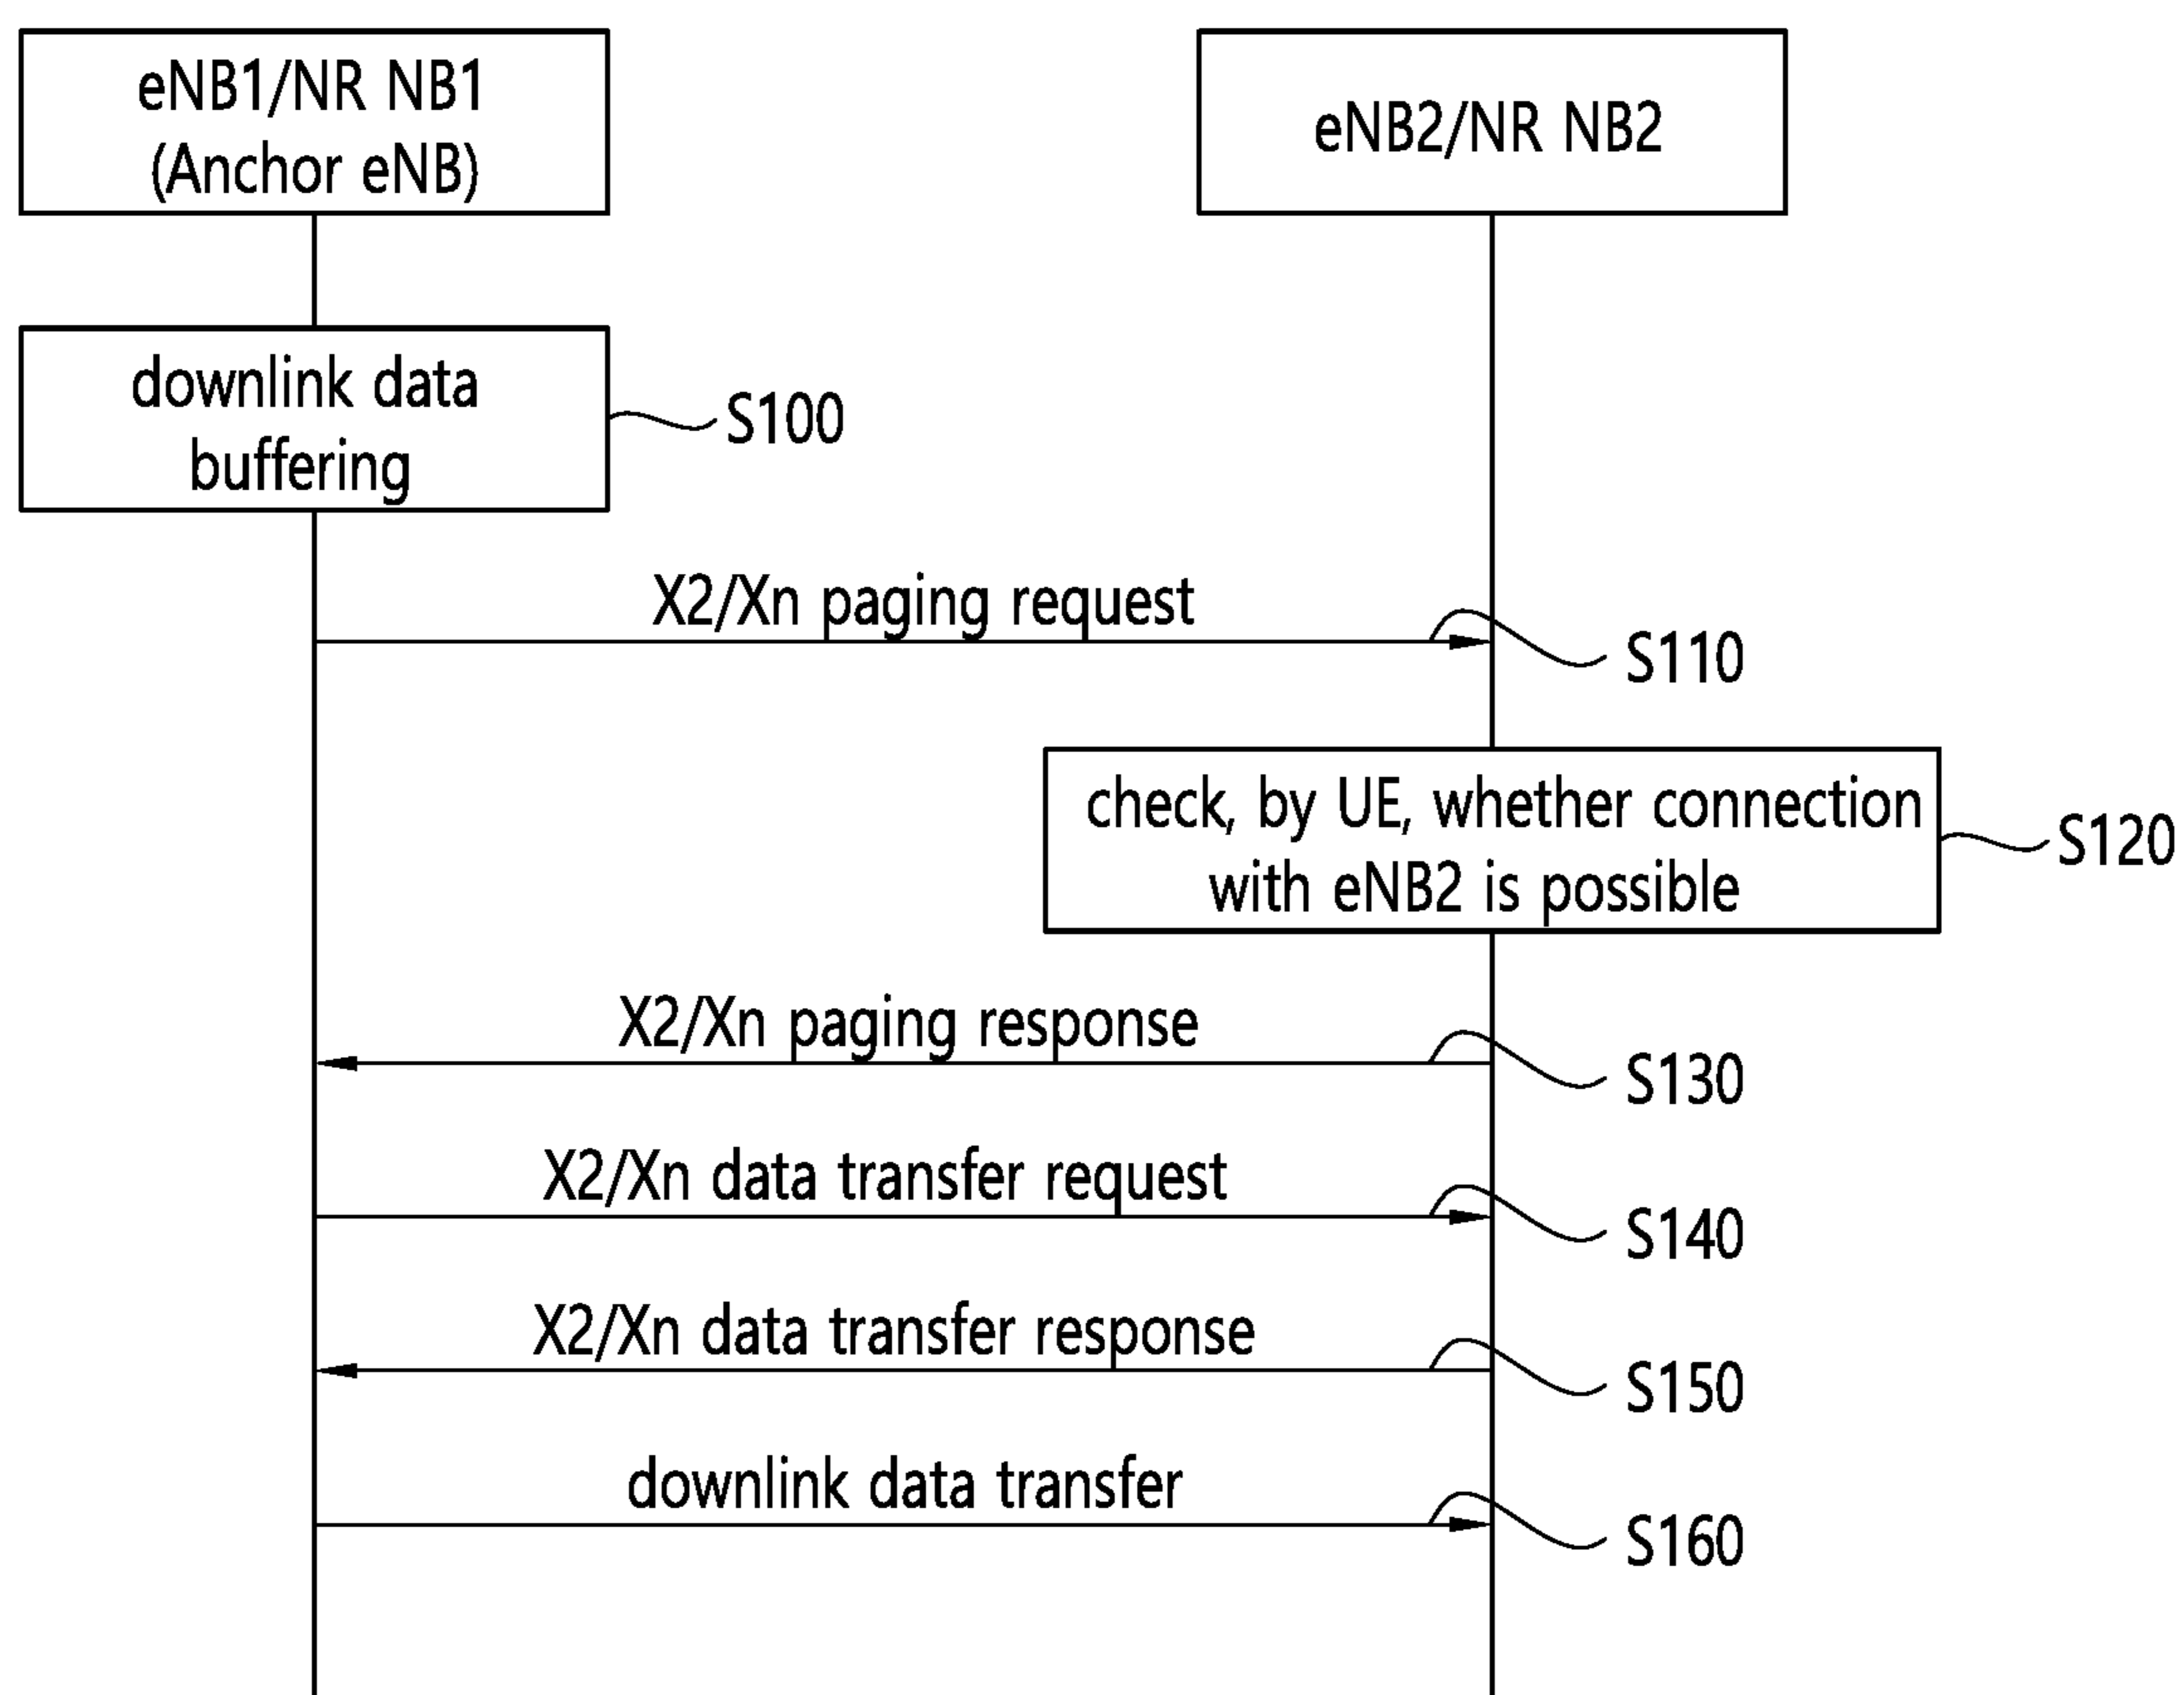 eNB1/NR NB1
(Anchor eNB)
eNB2/NR NB2
downlink data
buffering
S100
X2/Xn paging request
S110
check, by UE, whether connection
with eNB2 is possible
S120
X2/Xn paging response
S130
X2/Xn data transfer request
S140
X2/Xn data transfer response
S150
downlink data transfer
S160